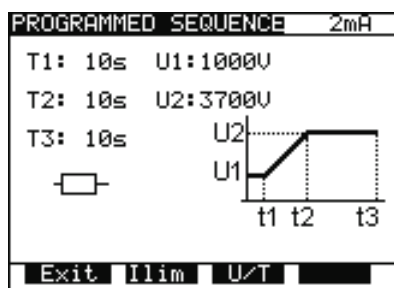 PROGRAMMED SEQUENCE 2mA
T1: 10s U1:1000V
T2: 10s U2:3700V
T3: 10s
U2
U1
t1 t2 t3
Exit Ilim U/T